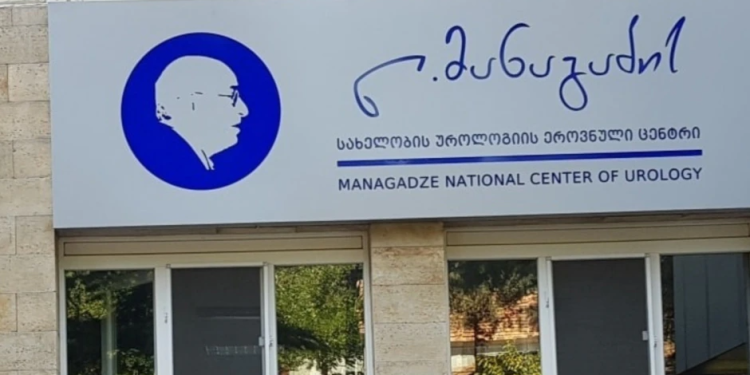 ლ. მანაგაძის
სახელობის უროლოგიის ეროვნული ცენტრი
MANAGADZE NATIONAL CENTER OF UROLOGY